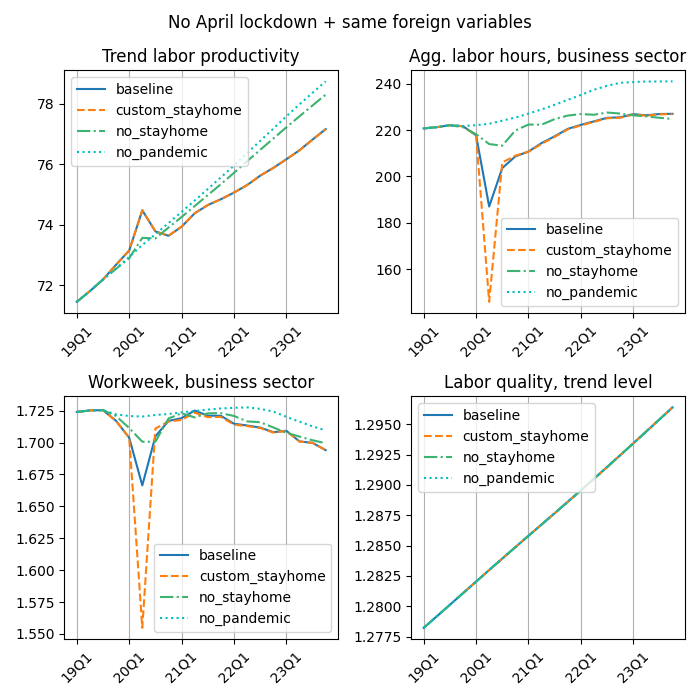 No April lockdown + same foreign variables
Trend labor productivity
78
76
74
72
baseline
custom_stayhome
no_stayhome
no_pandemic
19Q1
20Q1
21Q1
22Q1
23Q1
Agg. labor hours, business sector
240
220
200
180
160
baseline
custom_stayhome
no_stayhome
no_pandemic
19Q1
20Q1
21Q1
22Q1
23Q1
Workweek, business sector
1.725
1.700
1.675
1.650
1.625
1.600
1.575
1.550
baseline
custom_stayhome
no_stayhome
no_pandemic
19Q1
20Q1
21Q1
22Q1
23Q1
Labor quality, trend level
1.2950
1.2925
1.2900
1.2875
1.2850
1.2825
1.2800
1.2775
baseline
custom_stayhome
no_stayhome
no_pandemic
19Q1
20Q1
21Q1
22Q1
23Q1